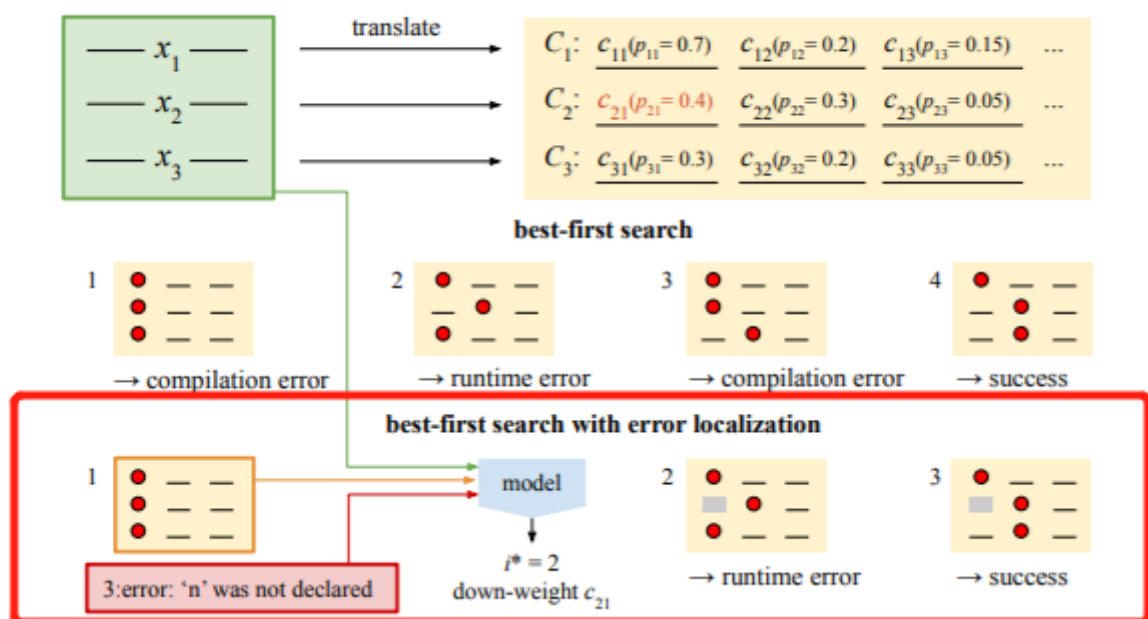 x₁ translate C₁: c₁₁(p₁₁= 0.7) c₁₂(p₁₂= 0.2) c₁₃(p₁₃= 0.15) ...
x₂ C₂: c₂₁(p₂₁= 0.4) c₂₂(p₂₂= 0.3) c₂₃(p₂₃= 0.05) ...
x₃ C₃: c₃₁(p₃₁= 0.3) c₃₂(p₃₂= 0.2) c₃₃(p₃₃= 0.05) ...
best-first search
1 2 3 4
→ compilation error → runtime error → compilation error → success
best-first search with error localization
1 model 2 3
3:error: ‘n’ was not declared
i* = 2
down-weight c₂₁
→ runtime error → success